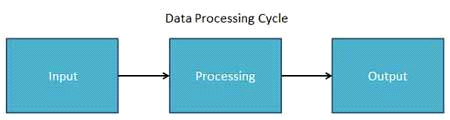 Data Processing Cycle
Input
Processing
Output